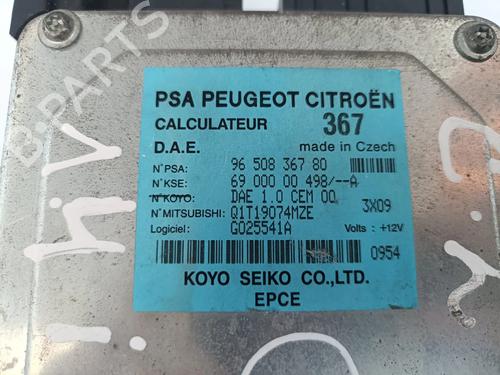 PSA PEUGEOT CITROËN
CALCULATEUR 367
D.A.E. made in Czech
N°PSA: 96 508 367 80
N°KSE: 69 000 00 498/--A
N°KOYO: DAE 1.0 CEM 00
N°MITSUBISHI: Q1T19074MZE 3X09
Logiciel: G025541A Volts : +12V
0954
KOYO SEIKO CO.,LTD.
EPCE
B-PARTS